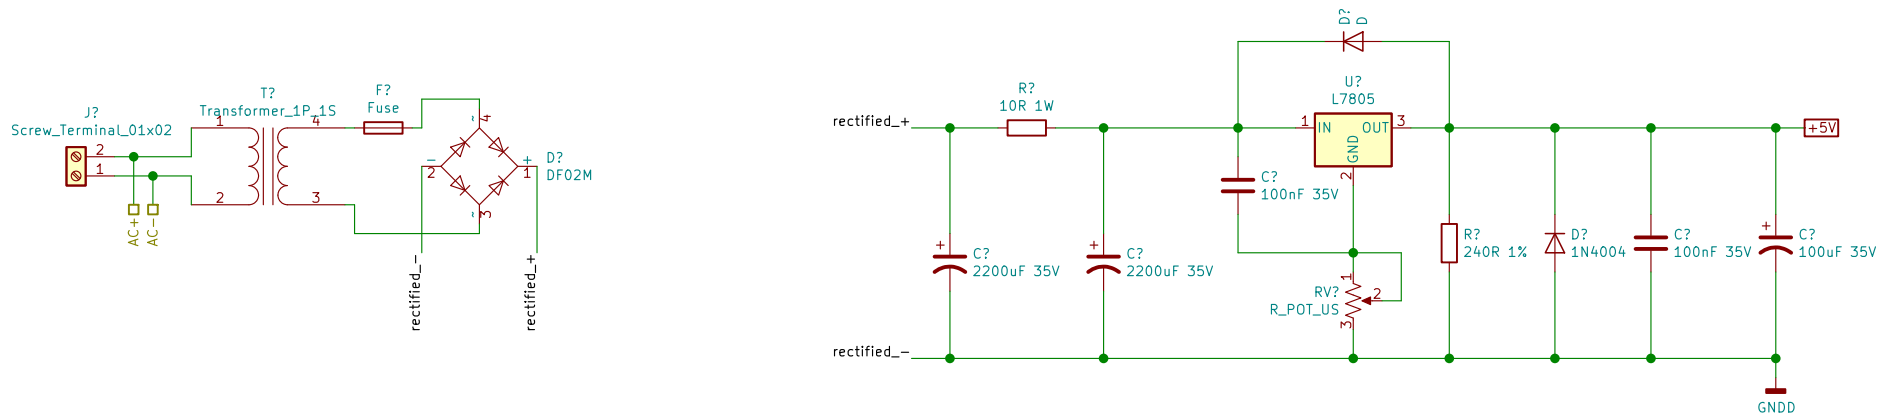 J?
Screw_Terminal_01x02
2
1
AC+
AC-
T?
Transformer_1P_1S
1
2
4
3
F?
Fuse
~
4
-
2
+
1
~
3
D?
DF02M
rectified_-
rectified_+
rectified_+
rectified_-
R?
10R 1W
+
C?
2200uF 35V
+
C?
2200uF 35V
D?
D
U?
L7805
1
IN
OUT
3
GND
2
C?
100nF 35V
RV?
R_POT_US
1
2
3
R?
240R 1%
D?
1N4004
C?
100nF 35V
+
C?
100uF 35V
+5V
GNDD